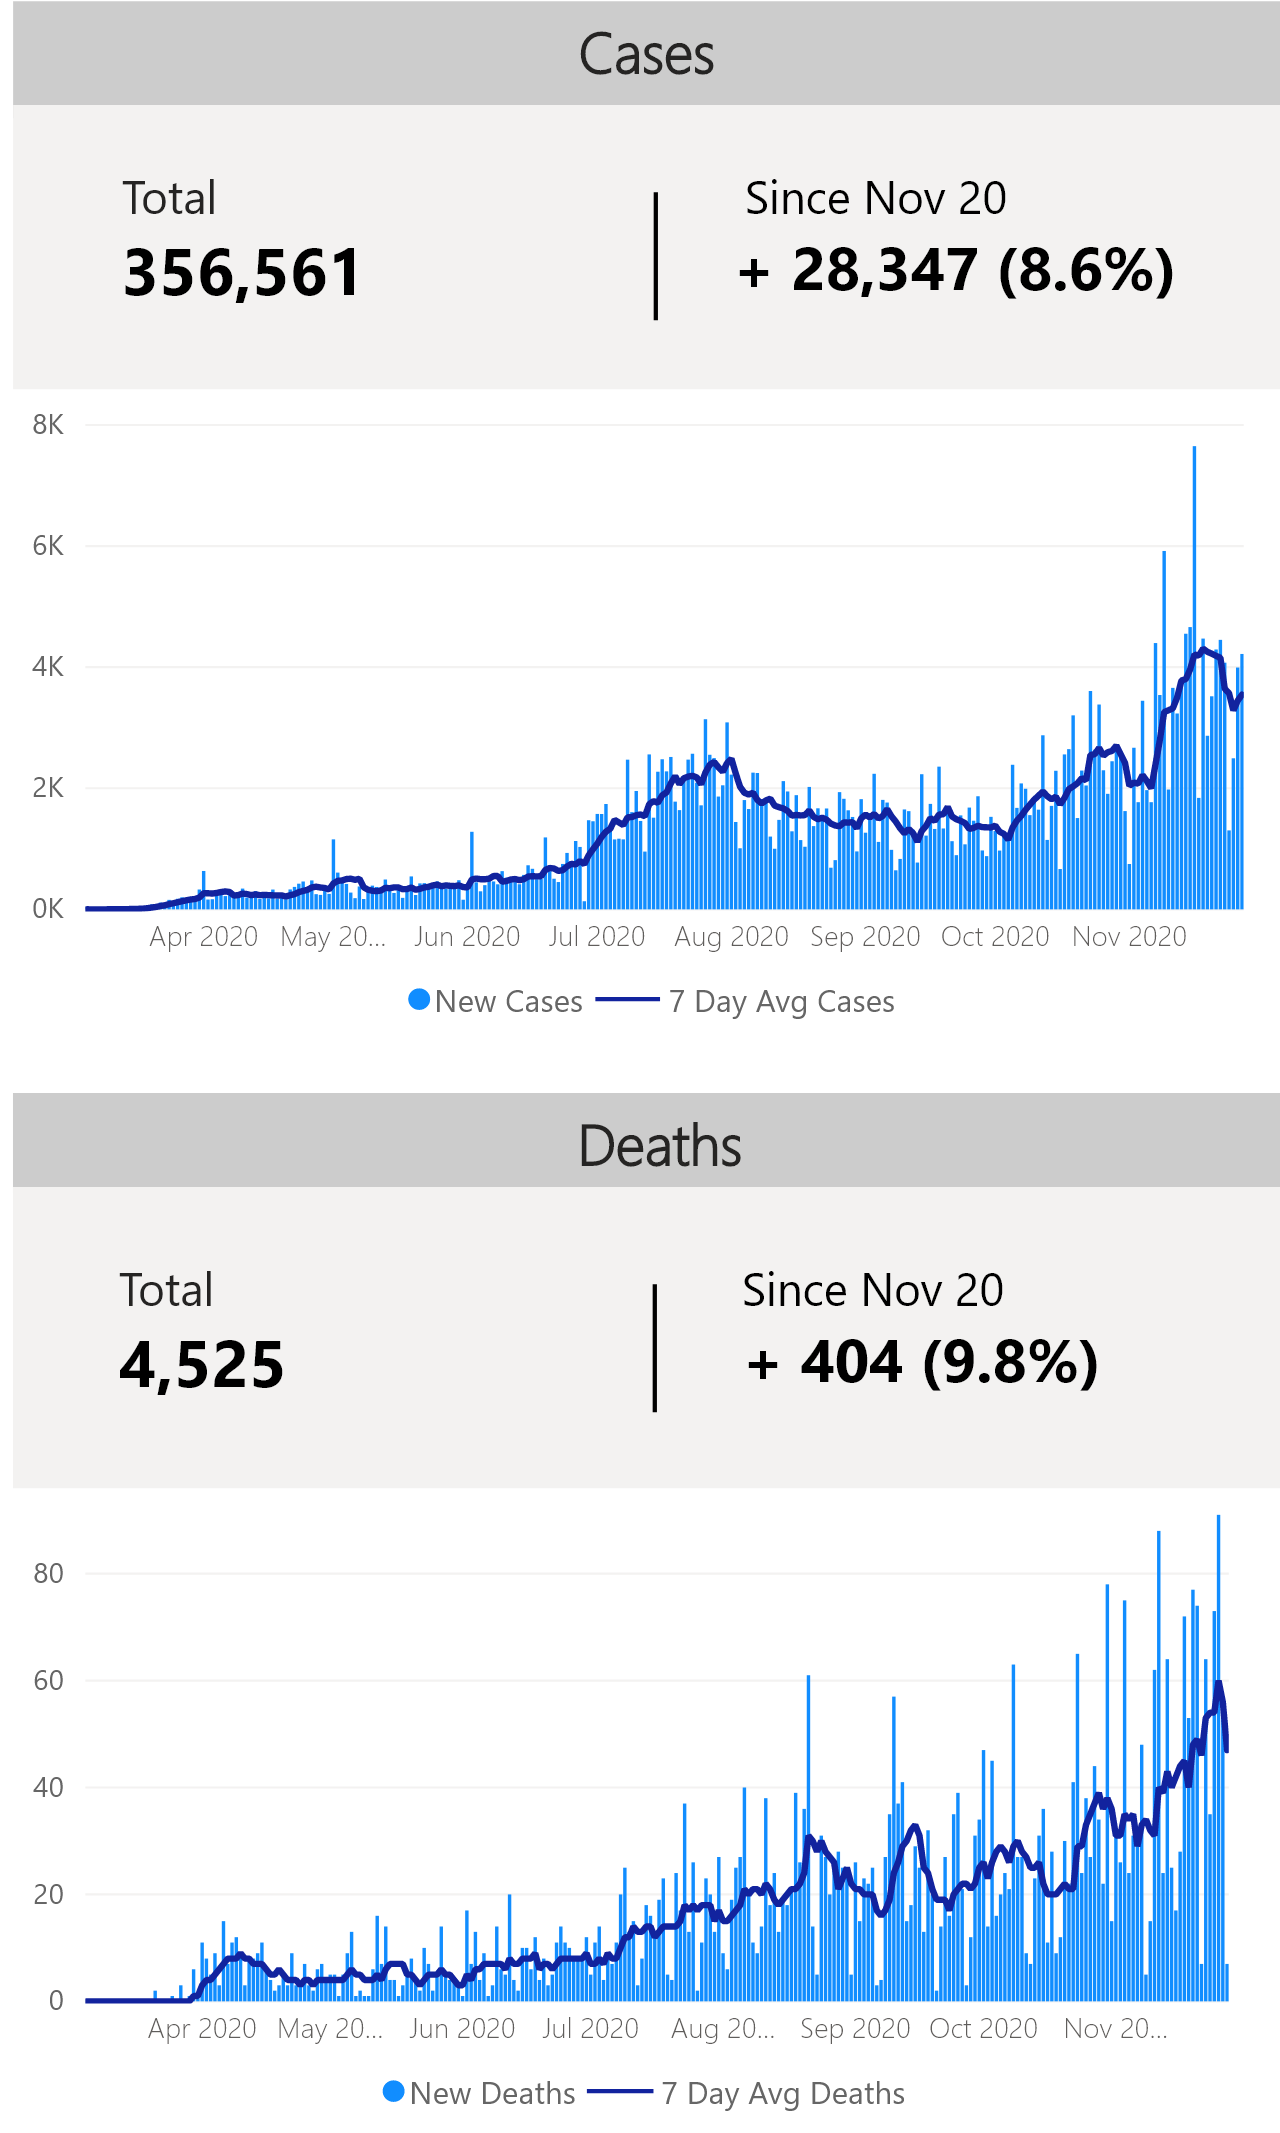 Cases
Total
Since Nov 20
356,561
+ 28,347 (8.6%)
8K
6K
4K
2K
0K
Apr 2020 May 20... Jun 2020 Jul 2020 Aug 2020 Sep 2020 Oct 2020 Nov 2020
New Cases 7 Day Avg Cases
Deaths
Total
Since Nov 20
4,525
+ 404 (9.8%)
80
60
40
20
0
Apr 2020 May 20... Jun 2020 Jul 2020 Aug 20... Sep 2020 Oct 2020 Nov 20...
New Deaths 7 Day Avg Deaths